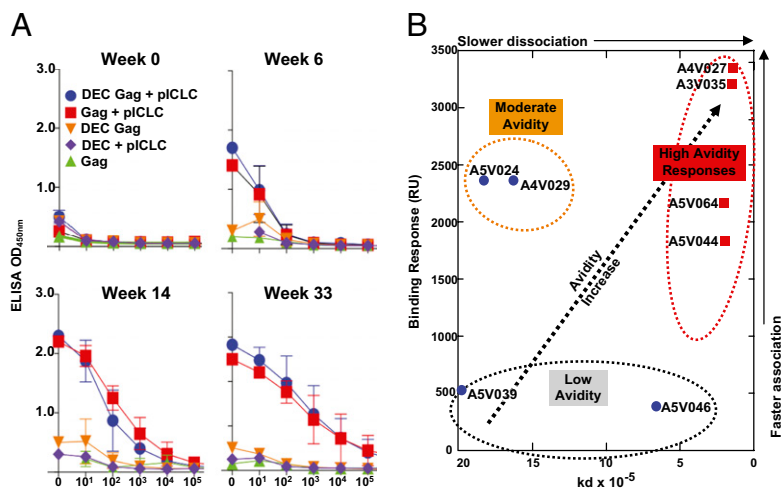 A
Week 0
Week 6
3.0
2.0
1.0
DEC Gag + pICLC
Gag + pICLC
DEC Gag
DEC + pICLC
Gag
ELISA OD450nm
Week 14
Week 33
3.0
2.0
1.0
0 10¹ 10² 10³ 10⁴ 10⁵
0 10¹ 10² 10³ 10⁴ 10⁵
B
Slower dissociation
3500
3000
2500
2000
1500
1000
500
0
Binding Response (RU)
A4V027
A3V035
Moderate
Avidity
High Avidity
Responses
A5V024
A4V029
A5V064
A5V044
Avidity
Increase
Low
Avidity
A5V039
A5V046
20 15 10 5 0
kd x 10⁻⁵
Faster association